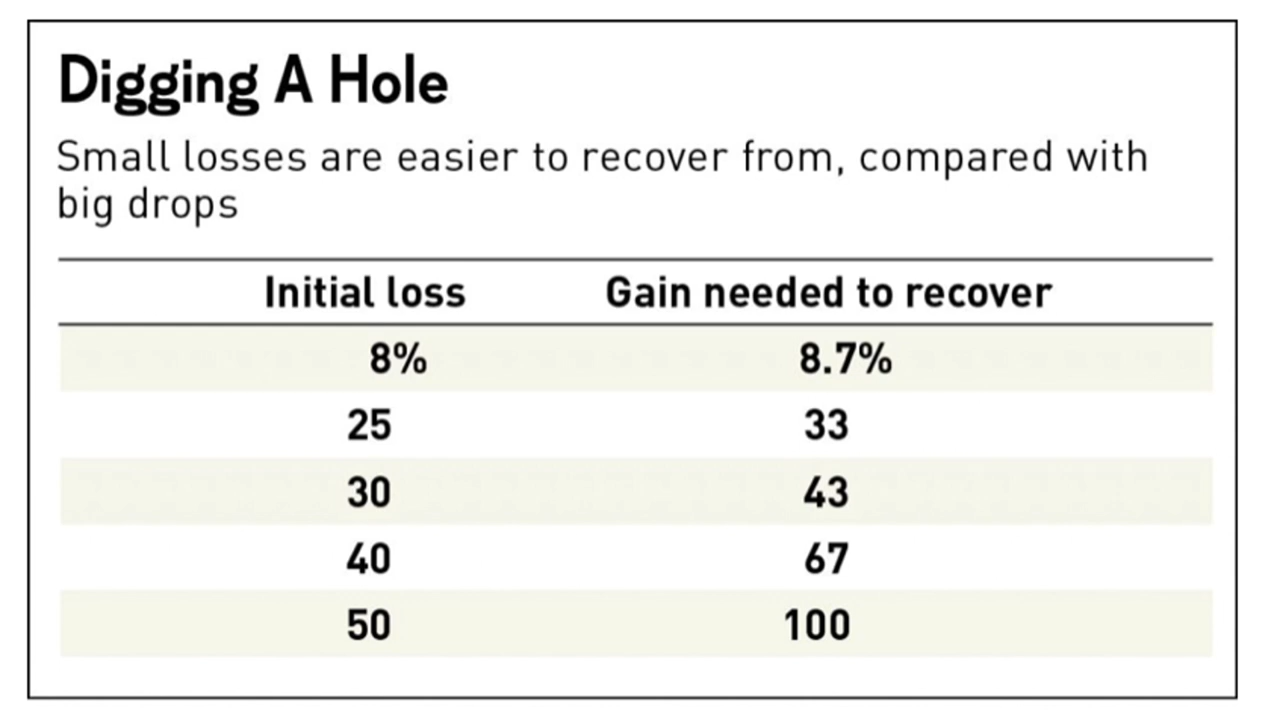 Digging A Hole
Small losses are easier to recover from, compared with
big drops
Initial loss Gain needed to recover
8% 8.7%
25 33
30 43
40 67
50 100